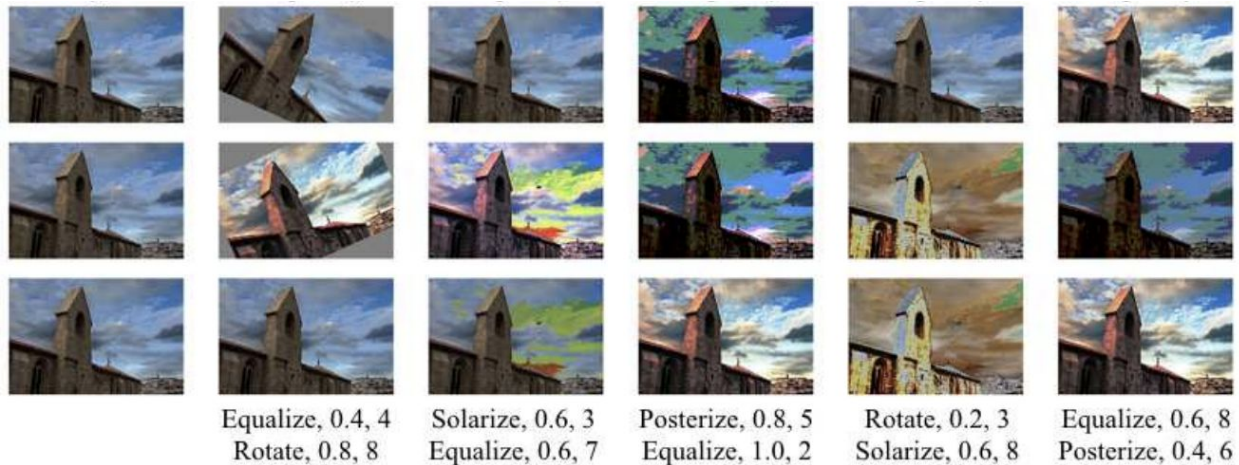 Equalize, 0.4, 4 Solarize, 0.6, 3 Posterize, 0.8, 5 Rotate, 0.2, 3 Equalize, 0.6, 8
Rotate, 0.8, 8 Equalize, 0.6, 7 Equalize, 1.0, 2 Solarize, 0.6, 8 Posterize, 0.4, 6